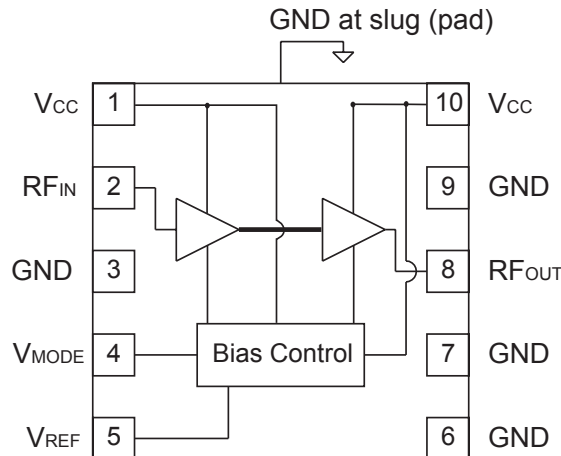 GND at slug (pad)
VCC 1 10 VCC
RFIN 2 9 GND
GND 3 8 RFOUT
VMODE 4 Bias Control 7 GND
VREF 5 6 GND